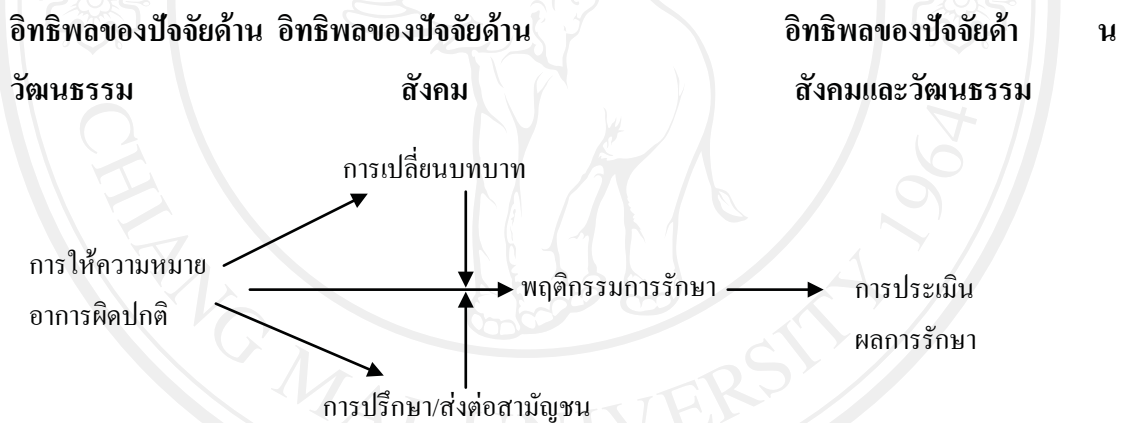 อิทธิพลของปัจจัยด้าน อิทธิพลของปัจจัยด้าน อิทธิพลของปัจจัยด้า น
วัฒนธรรม สังคม สังคมและวัฒนธรรม
การเปลี่ยนบทบาท
การให้ความหมาย
อาการผิดปกติ
พฤติกรรมการรักษา
การประเมิน
ผลการรักษา
การปรึกษา/ส่งต่อสามัญชน
CHIANG MAI UNIVERSITY 1964